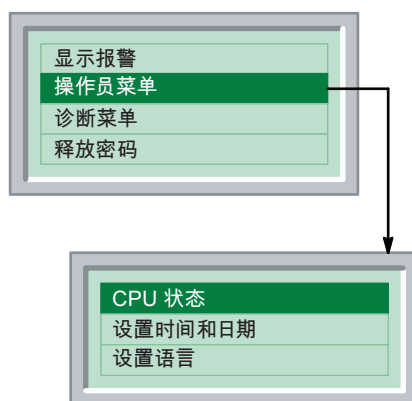 显示报警
操作员菜单
诊断菜单
释放密码
CPU 状态
设置时间和日期
设置语言